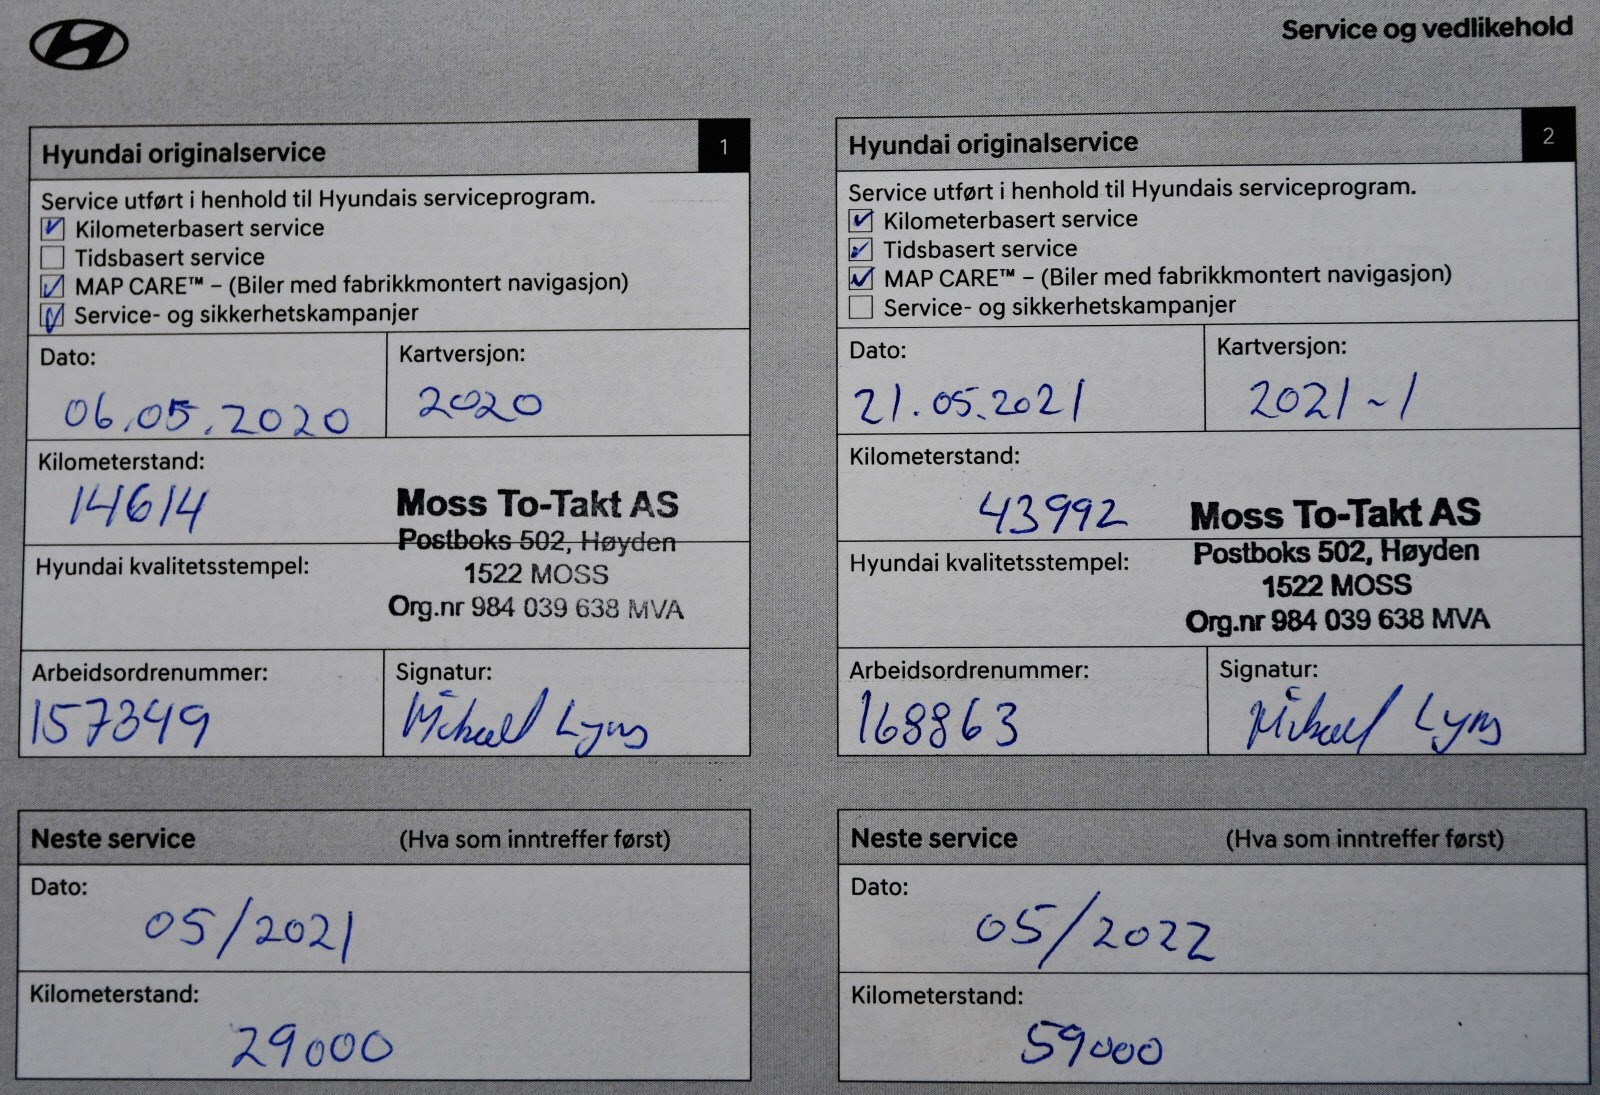 Service og vedlikehold
Hyundai originalservice 1
Service utført i henhold til Hyundais serviceprogram.
Kilometerbasert service
Tidsbasert service
MAP CARE™ – (Biler med fabrikkmontert navigasjon)
Service- og sikkerhetskampanjer
Dato: Kartversjon:
06.05.2020 2020
Kilometerstand:
14614
Moss To-Takt AS
Postboks 502, Høyden
Hyundai kvalitetsstempel:
1522 MOSS
Org.nr 984 039 638 MVA
Arbeidsordrenummer: Signatur:
157349
Neste service (Hva som inntreffer først)
Dato:
05/2021
Kilometerstand:
29000
Hyundai originalservice 2
Service utført i henhold til Hyundais serviceprogram.
Kilometerbasert service
Tidsbasert service
MAP CARE™ – (Biler med fabrikkmontert navigasjon)
Service- og sikkerhetskampanjer
Dato: Kartversjon:
21.05.2021 2021-1
Kilometerstand:
43992
Moss To-Takt AS
Postboks 502, Høyden
Hyundai kvalitetsstempel:
1522 MOSS
Org.nr 984 039 638 MVA
Arbeidsordrenummer: Signatur:
168863
Neste service (Hva som inntreffer først)
Dato:
05/2022
Kilometerstand:
59000